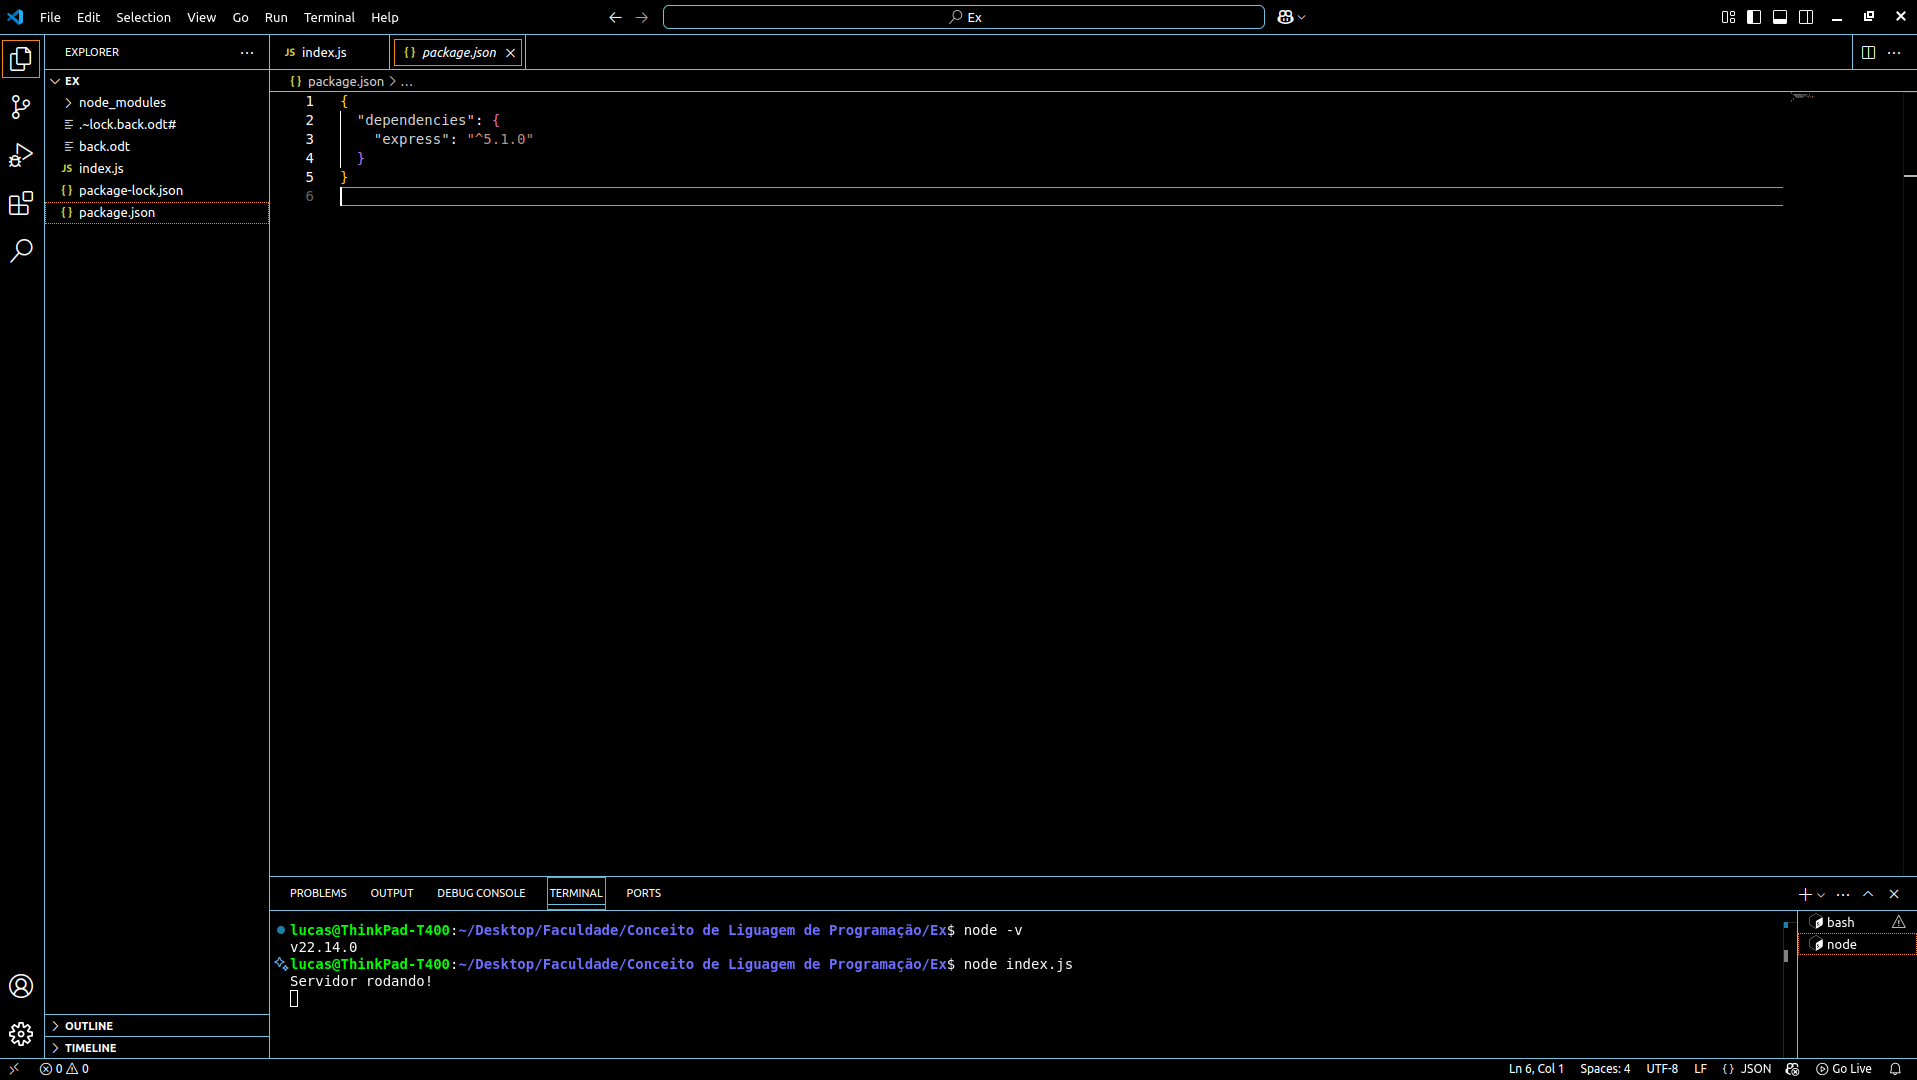 File Edit Selection View Go Run Terminal Help
Ex
EXPLORER
JS index.js
{} package.json
EX
node_modules
.~lock.back.odt#
back.odt
JS index.js
{} package-lock.json
{} package.json
{} package.json > ...
1 {
2 "dependencies": {
3 "express": "^5.1.0"
4 }
5 }
6
PROBLEMS OUTPUT DEBUG CONSOLE TERMINAL PORTS
lucas@ThinkPad-T400:~/Desktop/Faculdade/Conceito de Liguagem de Programação/Ex$ node -v
v22.14.0
lucas@ThinkPad-T400:~/Desktop/Faculdade/Conceito de Liguagem de Programação/Ex$ node index.js
Servidor rodando!
bash
node
OUTLINE
TIMELINE
0 0
Ln 6, Col 1 Spaces: 4 UTF-8 LF {} JSON Go Live